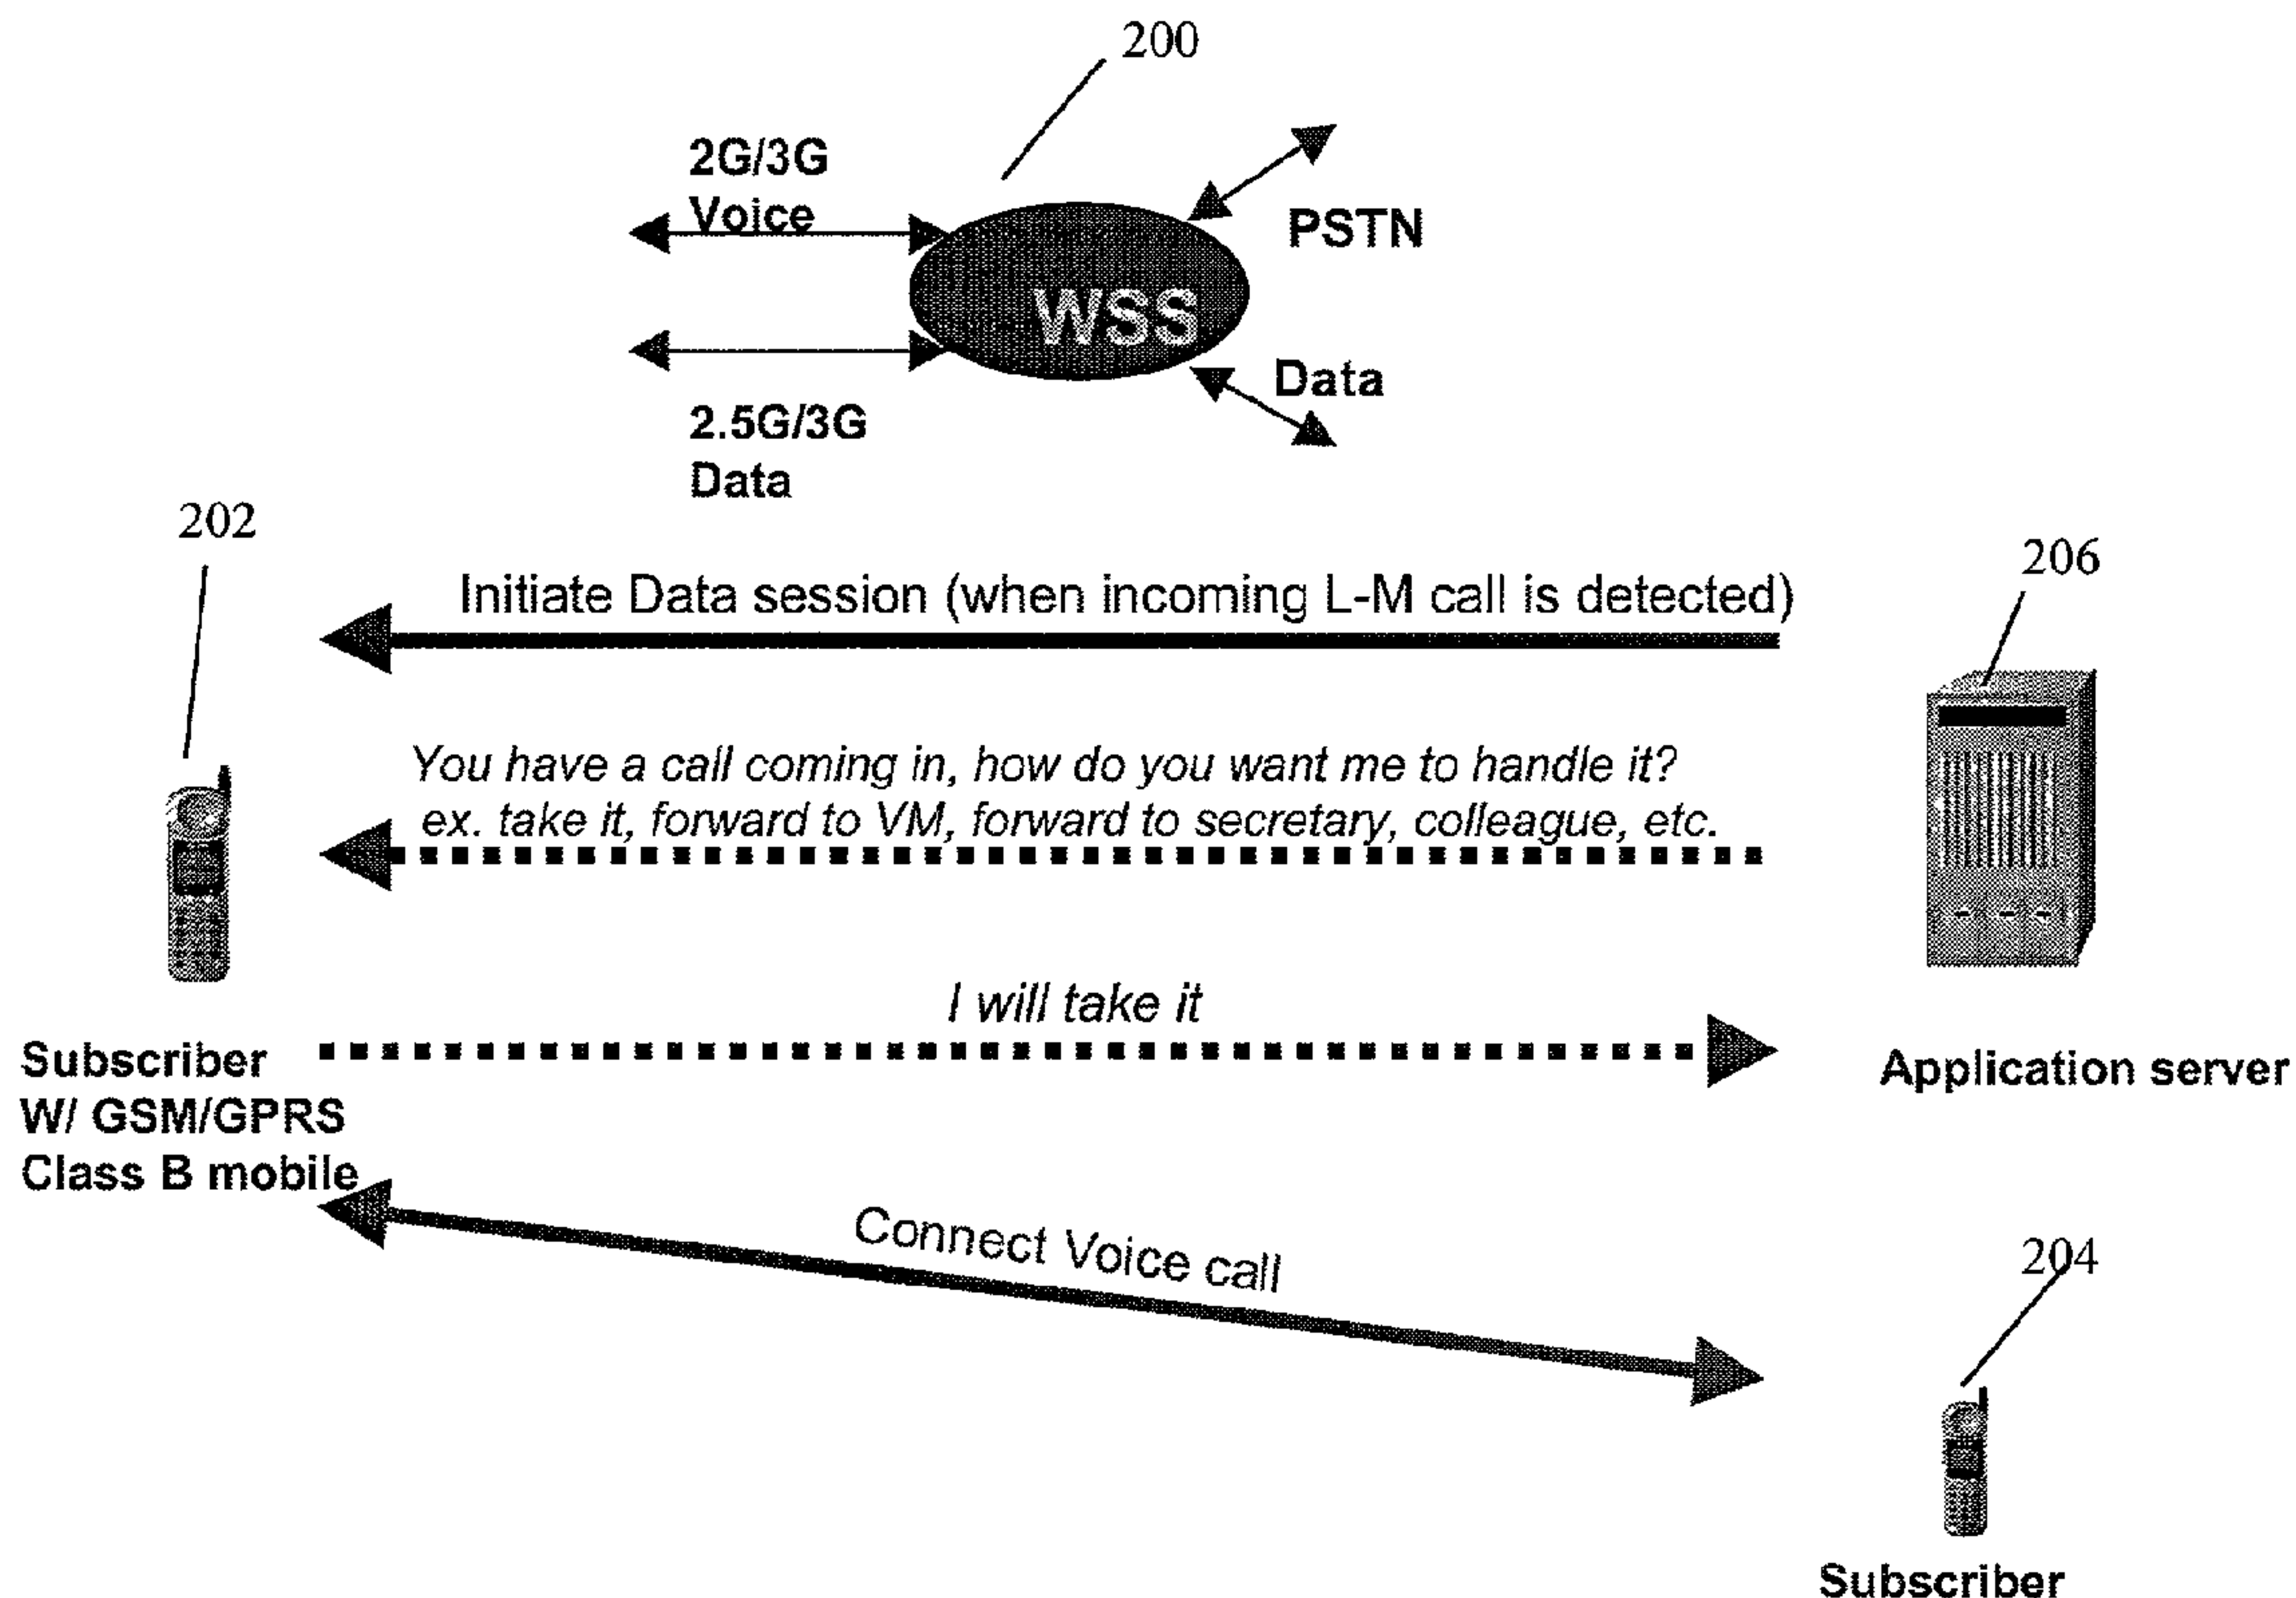 200
2G/3G
Voice
PSTN
WSS
Data
2.5G/3G
Data
202
206
Initiate Data session (when incoming L-M call is detected)
You have a call coming in, how do you want me to handle it?
ex. take it, forward to VM, forward to secretary, colleague, etc.
I will take it
Subscriber
W/ GSM/GPRS
Class B mobile
Application server
Connect Voice call
204
Subscriber